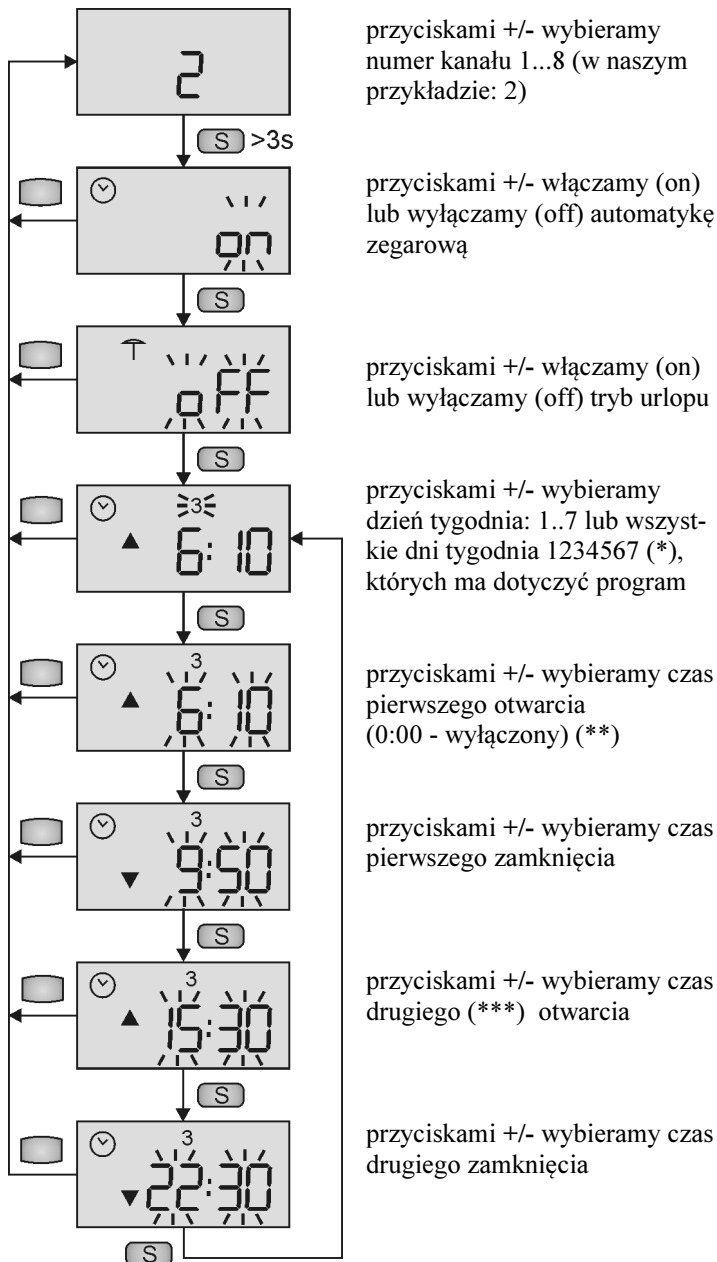 2
przyciskami +/- wybieramy
numer kanału 1...8 (w naszym
przykładzie: 2)
S >3s
on
przyciskami +/- włączamy (on)
lub wyłączamy (off) automatykę
zegarową
S
oFF
przyciskami +/- włączamy (on)
lub wyłączamy (off) tryb urlopu
S
3
6:10
przyciskami +/- wybieramy
dzień tygodnia: 1..7 lub wszyst-
kie dni tygodnia 1234567 (*),
których ma dotyczyć program
S
3
6:10
przyciskami +/- wybieramy czas
pierwszego otwarcia
(0:00 - wyłączony) (**)
S
3
9:50
przyciskami +/- wybieramy czas
pierwszego zamknięcia
S
3
15:30
przyciskami +/- wybieramy czas
drugiego (***) otwarcia
S
3
22:30
przyciskami +/- wybieramy czas
drugiego zamknięcia
S